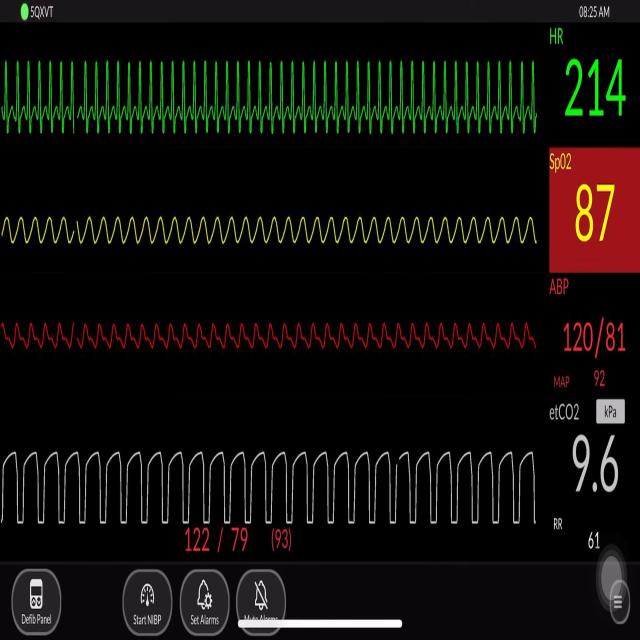 5QXVT
08:25 AM
HR
214
SpO2
87
ABP
120/81
MAP 92
etCO2 kPa
9.6
RR
61
122 / 79 (93)
Defib Panel
Start NIBP
Set Alarms
Mute Alarms